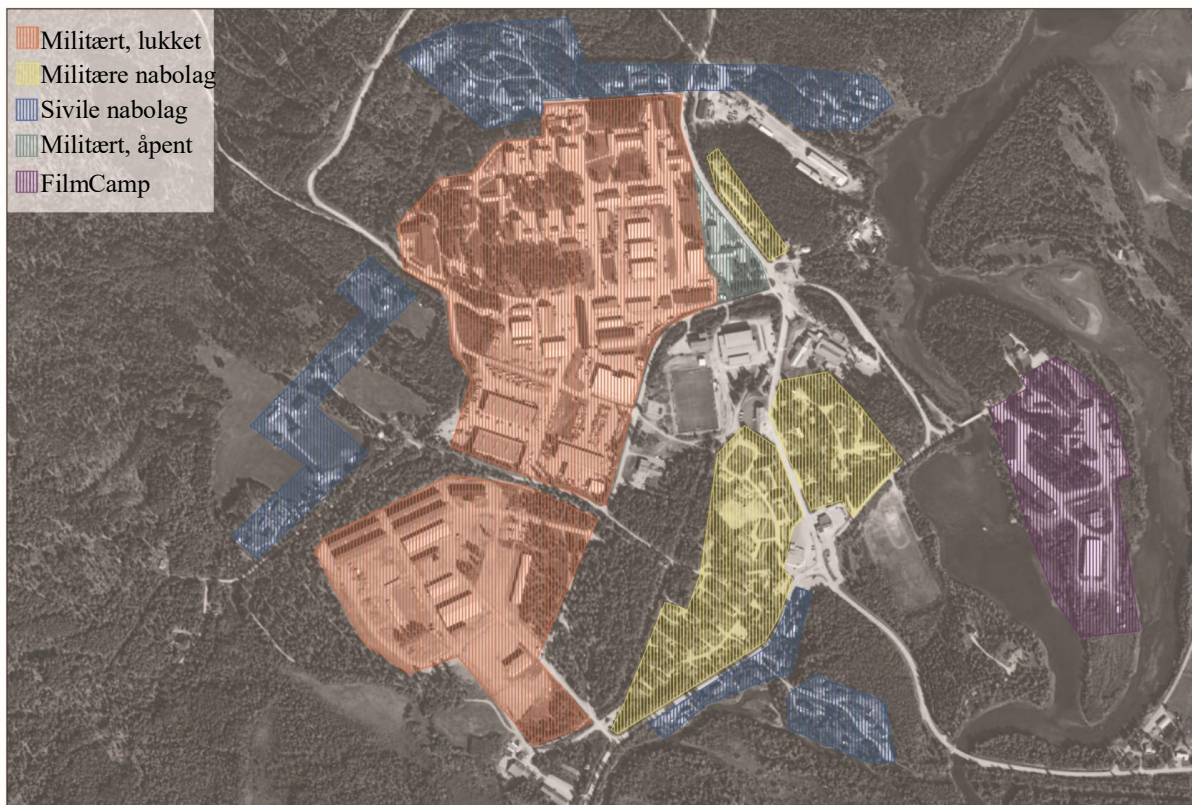 Militært, lukket
Militære nabolag
Sivile nabolag
Militært, åpent
FilmCamp